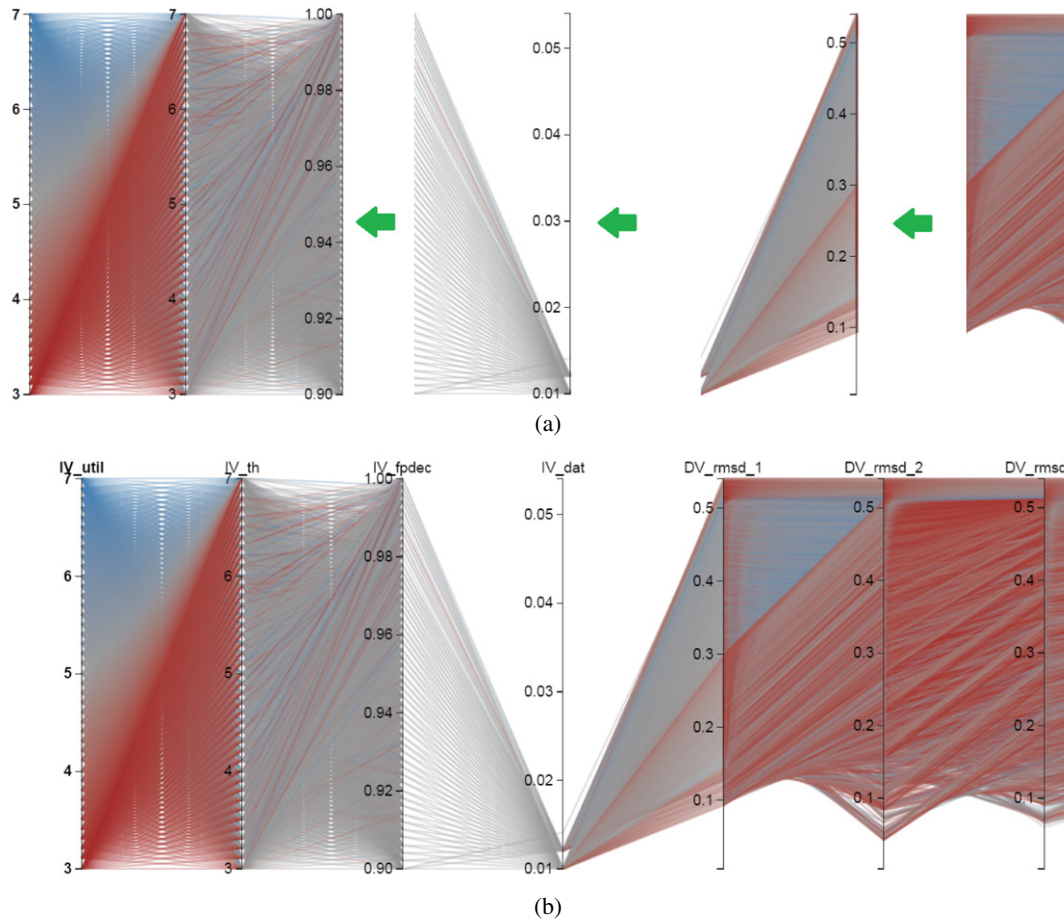 7 7 1.00
0.05 0.5
6 6 0.98 0.04 0.4
0.96
5 5 0.03 0.3
0.94
0.2
4 4 0.92 0.02
0.1
3 3 0.90 0.01
(a)
IV_util IV_th IV_fpdec IV_dat DV_rmsd_1 DV_rmsd_2 DV_rmsd
7 7 1.00
0.05 0.5 0.5 0.5
6 6 0.98 0.04 0.4 0.4 0.4
0.96
5 5 0.03 0.3 0.3 0.3
0.94
0.2 0.2 0.2
4 4 0.92 0.02
0.1 0.1 0.1
3 3 0.90 0.01
(b)